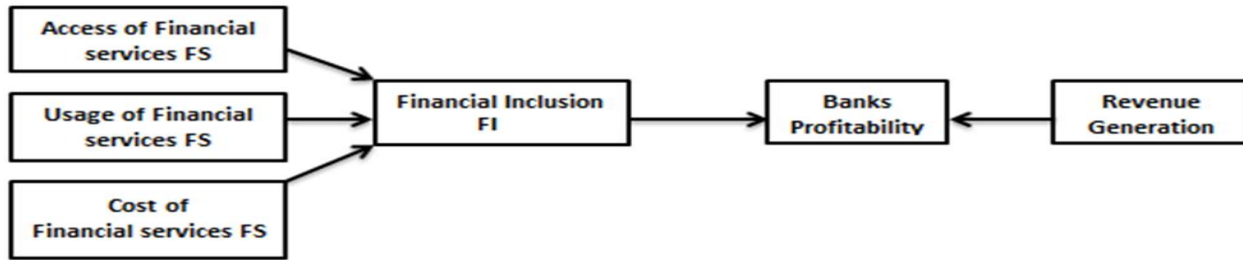 Access of Financial
services FS
Usage of Financial
services FS
Cost of
Financial services FS
Financial Inclusion
FI
Banks
Profitability
Revenue
Generation